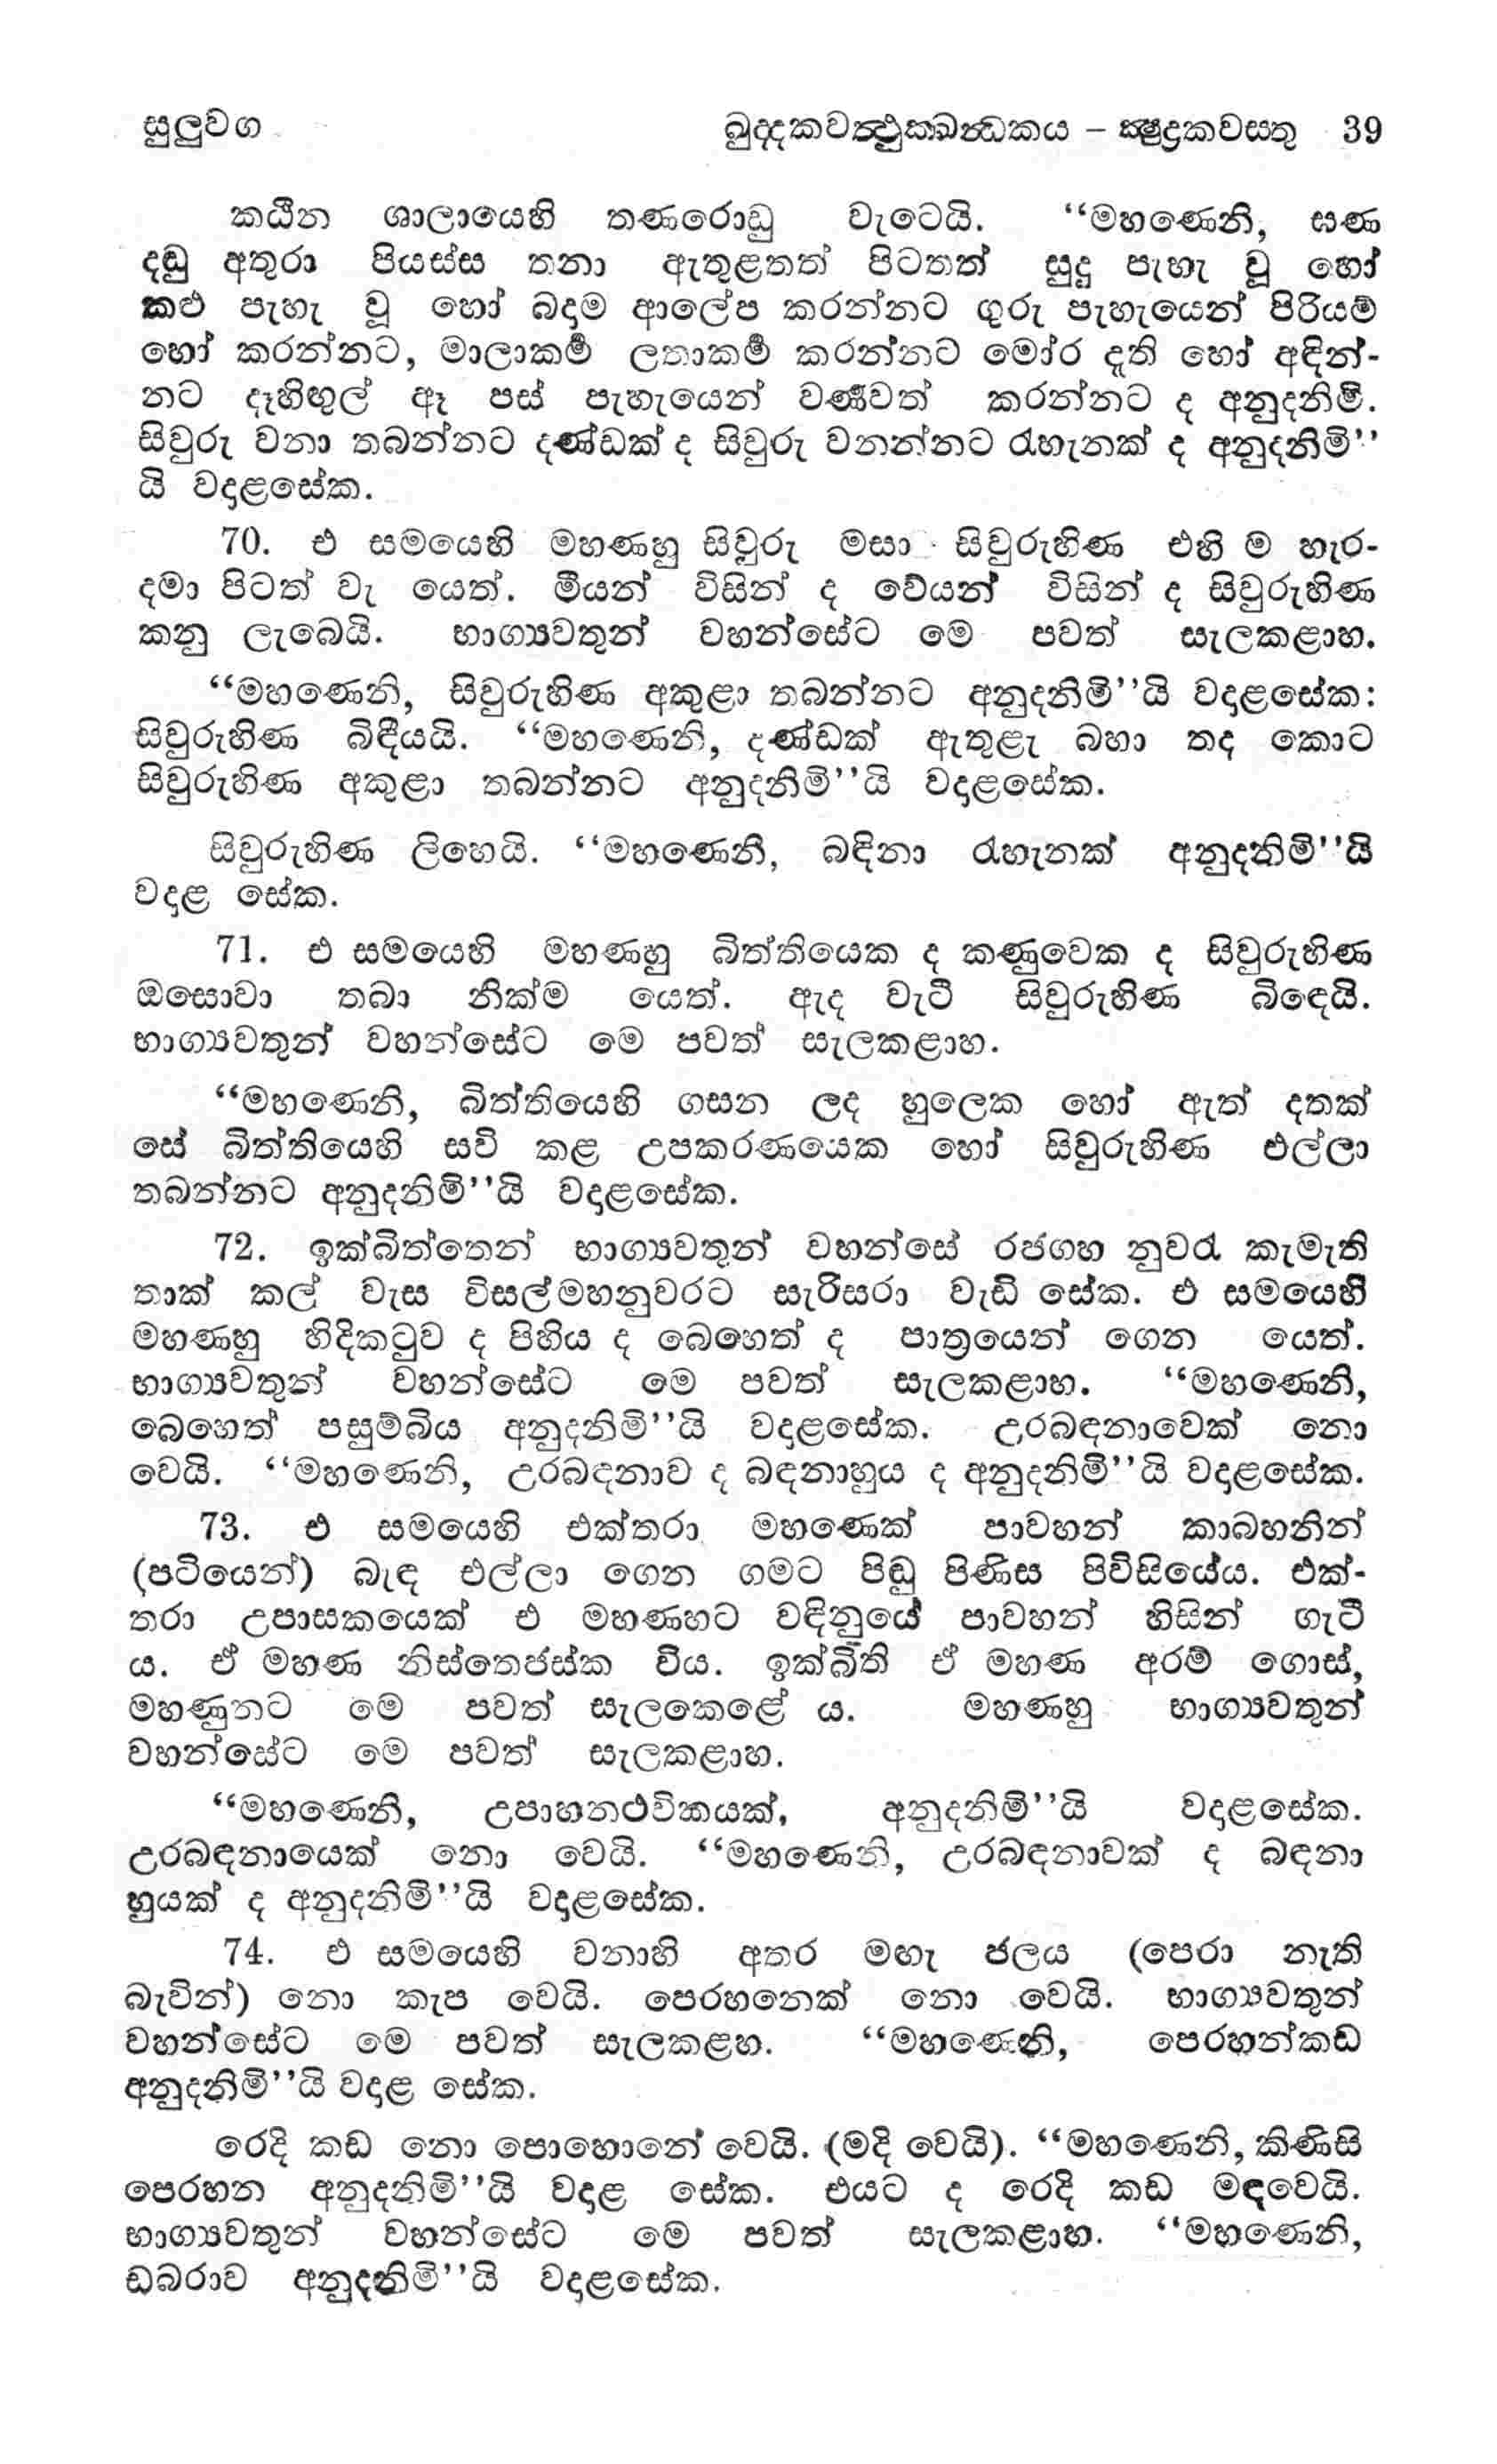 සුලුවග ඛුද්දකවත්ථුක්ඛන්ධකය – ක්ෂුද්‍රකවස්තු 39
කඨින ශාලායෙහි තණරොඩු වැටෙයි. “මහණෙනි, ඝණ
දඬු අතුරා පියස්ස තනා ඇතුළතත් පිටතත් සුදු පැහැ වූ හෝ
කළු පැහැ වූ හෝ බදම ආලේප කරන්නට ගුරු පැහැයෙන් පිරියම්
හෝ කරන්නට, මාලාකර්ම ලතාකර්ම කරන්නට මෝර දති හෝ අඳින්-
නට දෑහිඟුල් ඈ පස් පැහැයෙන් වර්ණවත් කරන්නට ද අනුදනිමි.
සිවුරු වනා තබන්නට දණ්ඩක් ද සිවුරු වනන්නට රැහැනක් ද අනුදනිමි”
යි වදාළසේක.
70. එ සමයෙහි මහණහු සිවුරු මසා සිවුරුහිණ එහි ම හැර-
දමා පිටත් වැ යෙත්. මීයන් විසින් ද වේයන් විසින් ද සිවුරුහිණ
කනු ලැබෙයි. භාග්‍යවතුන් වහන්සේට මෙ පවත් සැලකළාහ.
“මහණෙනි, සිවුරුහිණ අකුළා තබන්නට අනුදනිමි”යි වදාළසේක:
සිවුරුහිණ බිඳීයයි. “මහණෙනි, දණ්ඩක් ඇතුළැ බහා තද කොට
සිවුරුහිණ අකුළා තබන්නට අනුදනිමි”යි වදාළසේක.
සිවුරුහිණ ලිහෙයි. “මහණෙනි, බඳිනා රැහැනක් අනුදනිමි”යි
වදාළ සේක.
71. එ සමයෙහි මහණහු බිත්තියෙක ද කණුවෙක ද සිවුරුහිණ
ඔසොවා තබා නික්ම යෙත්. ඇද වැටී සිවුරුහිණ බිඳෙයි.
භාග්‍යවතුන් වහන්සේට මෙ පවත් සැලකළාහ.
“මහණෙනි, බිත්තියෙහි ගසන ලද හුලෙක හෝ ඇත් දතක්
සේ බිත්තියෙහි සවි කළ උපකරණයෙක හෝ සිවුරුහිණ එල්ලා
තබන්නට අනුදනිමි”යි වදාළසේක.
72. ඉක්බිත්තෙන් භාග්‍යවතුන් වහන්සේ රජගහ නුවරැ කැමැති
තාක් කල් වැස විසල්මහනුවරට සැරිසරා වැඩි සේක. එ සමයෙහි
මහණහු හිදිකටුව ද පිහිය ද බෙහෙත් ද පාත්‍රයෙන් ගෙන යෙත්.
භාග්‍යවතුන් වහන්සේට මෙ පවත් සැලකළාහ. “මහණෙනි,
බෙහෙත් පසුම්බිය අනුදනිමි”යි වදාළසේක. උරබඳනාවෙක් නො
වෙයි. “මහණෙනි, උරබඳනාව ද බඳනාහුය ද අනුදනිමි”යි වදාළසේක.
73. එ සමයෙහි එක්තරා මහණෙක් පාවහන් කාබහනින්
(පටියෙන්) බැඳ එල්ලා ගෙන ගමට පිඬු පිණිස පිවිසියේය. එක්-
තරා උපාසකයෙක් එ මහණහට වඳිනුයේ පාවහන් හිසින් ගැටී
ය. ඒ මහණ නිස්තෙජස්ක විය. ඉක්බිති ඒ මහණ අරම් ගොස්,
මහණුනට මෙ පවත් සැලකෙළේ ය. මහණහු භාග්‍යවතුන්
වහන්සේට මෙ පවත් සැලකළාහ.
“මහණෙනි, උපාහනථවිකයක්, අනුදනිමි”යි වදාළසේක.
උරබඳනායෙක් නො වෙයි. “මහණෙනි, උරබඳනාවක් ද බඳනා
හුයක් ද අනුදනිමි”යි වදාළසේක.
74. එ සමයෙහි වනාහි අතර මඟැ ජලය (පෙරා නැති
බැවින්) නො කැප වෙයි. පෙරහනෙක් නො වෙයි. භාග්‍යවතුන්
වහන්සේට මෙ පවත් සැලකළහ. “මහණෙනි, පෙරහන්කඩ
අනුදනිමි”යි වදාළ සේක.
රෙදි කඩ නො පොහොනේ වෙයි. (මදි වෙයි). “මහණෙනි, කිණිසි
පෙරහන අනුදනිමි”යි වදාළ සේක. එයට ද රෙදි කඩ මඳවෙයි.
භාග්‍යවතුන් වහන්සේට මෙ පවත් සැලකළාහ. “මහණෙනි,
ඩබරාව අනුදනිමි”යි වදාළසේක.